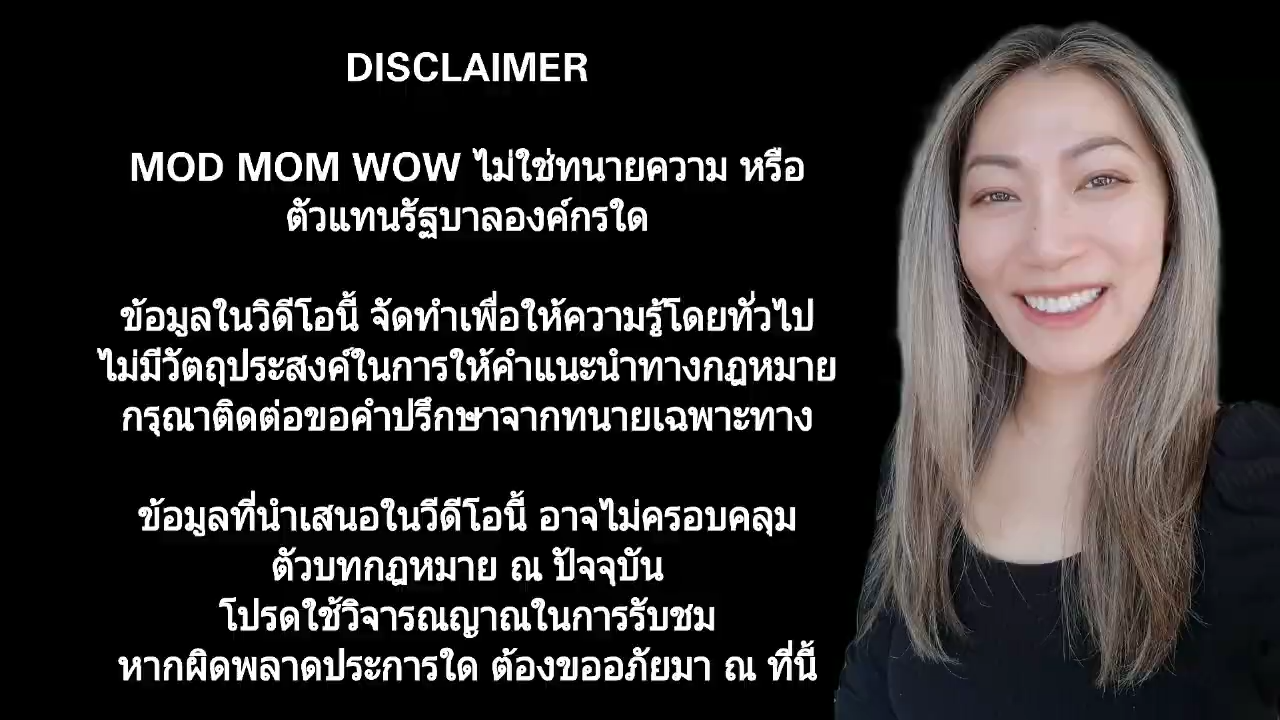 DISCLAIMER
MOD MOM WOW ไม่ใช่ทนายความ หรือ
ตัวแทนรัฐบาลองค์กรใด
ข้อมูลในวิดีโอนี้ จัดทำเพื่อให้ความรู้โดยทั่วไป
ไม่มีวัตถุประสงค์ในการให้คำแนะนำทางกฎหมาย
กรุณาติดต่อขอคำปรึกษาจากทนายเฉพาะทาง
ข้อมูลที่นำเสนอในวีดีโอนี้ อาจไม่ครอบคลุม
ตัวบทกฎหมาย ณ ปัจจุบัน
โปรดใช้วิจารณญาณในการรับชม
หากผิดพลาดประการใด ต้องขออภัยมา ณ ที่นี้